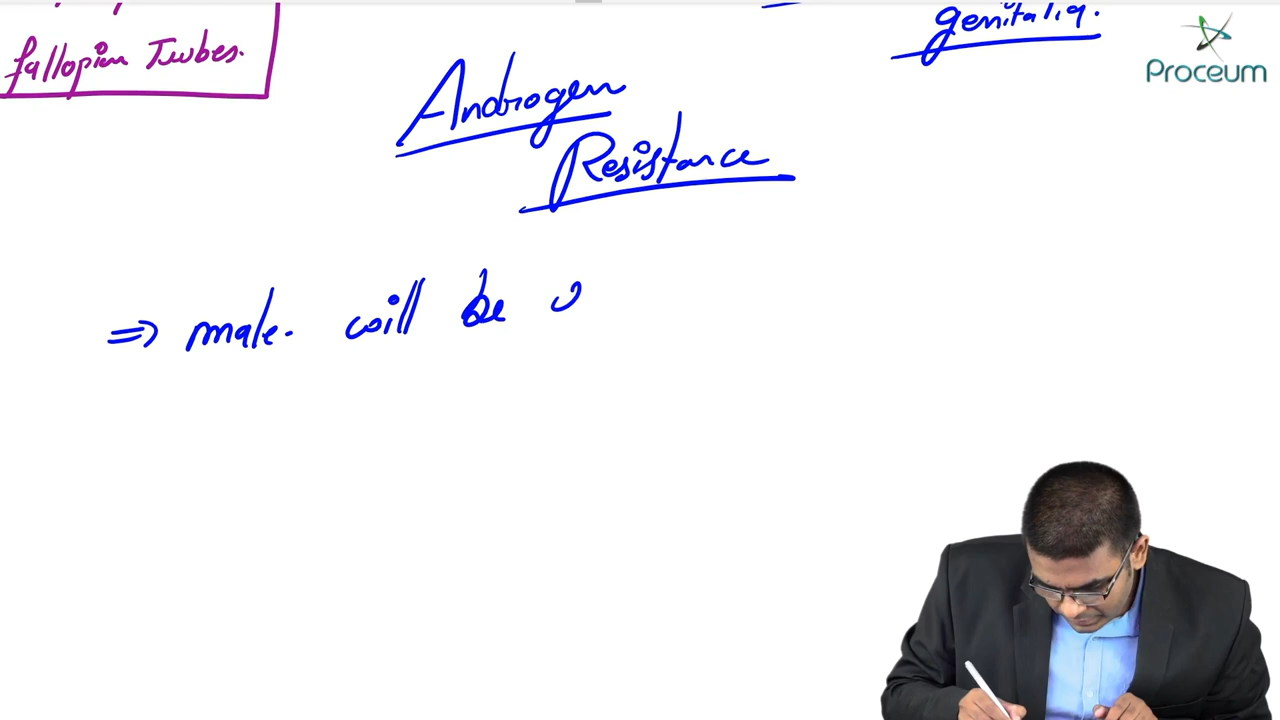 genitalia.
Proceum
fallopian Tubes.
Androgen
Resistance
⇒ male. will be